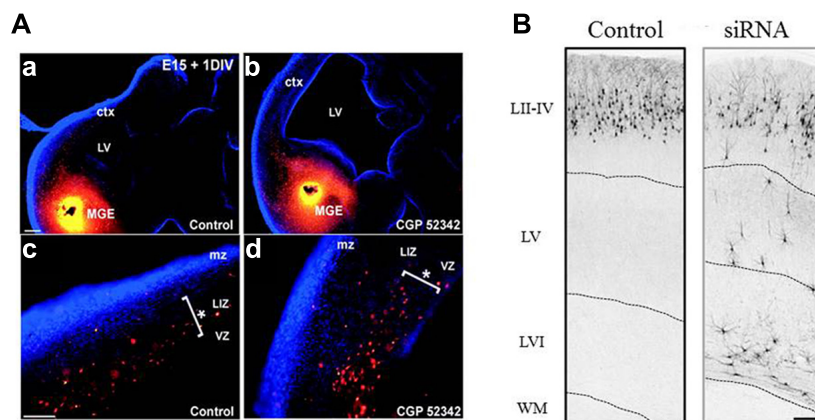 A
a
E15 + 1DIV
ctx
LV
MGE
Control
b
ctx
LV
MGE
CGP 52342
c
mz
LIZ
*
VZ
Control
d
mz
LIZ
*
VZ
CGP 52342
B
Control siRNA
LII-IV
LV
LVI
WM